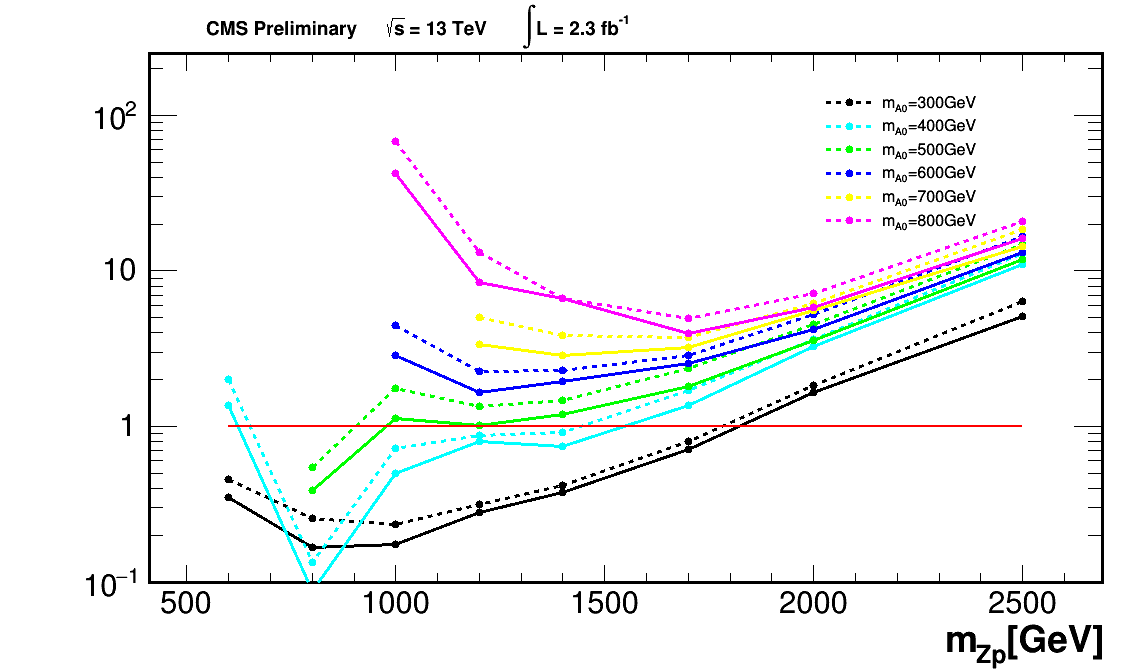 CMS Preliminary √s = 13 TeV ∫L = 2.3 fb⁻¹
10²
10
1
10⁻¹
m_A0=300GeV
m_A0=400GeV
m_A0=500GeV
m_A0=600GeV
m_A0=700GeV
m_A0=800GeV
500 1000 1500 2000 2500
m_Zp[GeV]